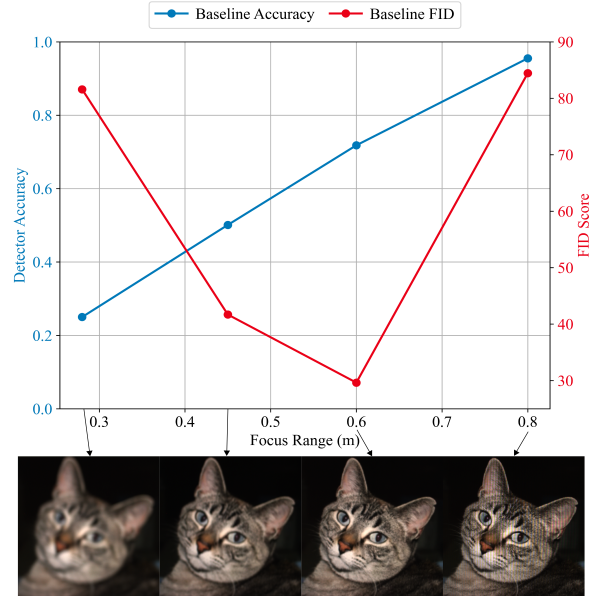 Baseline Accuracy Baseline FID
1.0
0.8
0.6
0.4
0.2
0.0
Detector Accuracy
90
80
70
60
50
40
30
FID Score
0.3 0.4 0.5 0.6 0.7 0.8
Focus Range (m)